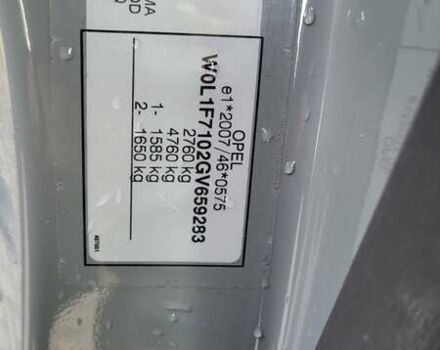 OPEL
e1*2007/46*0575
W0L1F7102GV659283
2760 kg
4760 kg
1- 1585 kg
2- 1650 kg